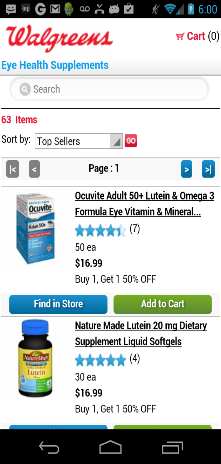 6:00
Walgreens
Cart (0)
Eye Health Supplements
Search
63 Items
Sort by: Top Sellers GO
|< < Page : 1 > >|
Ocuvite Adult 50+ Lutein & Omega 3
Formula Eye Vitamin & Mineral...
(7)
50 ea
$16.99
Buy 1, Get 1 50% OFF
Find in Store Add to Cart
Nature Made Lutein 20 mg Dietary
Supplement Liquid Softgels
(4)
30 ea
$16.99
Buy 1, Get 1 50% OFF
Ocuvite
Adult 50+
NatureMade
Lutein